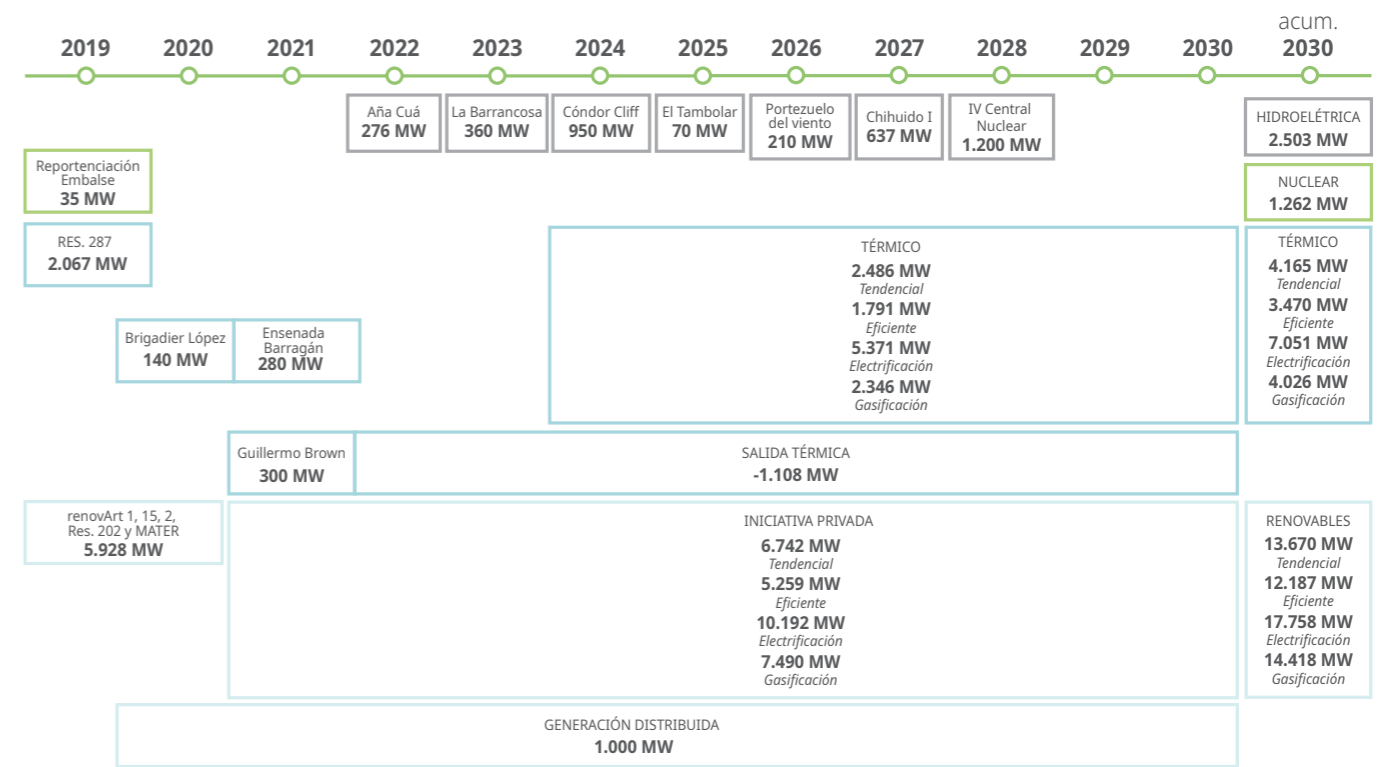 acum.
2019 2020 2021 2022 2023 2024 2025 2026 2027 2028 2029 2030 2030
Aña Cuá
276 MW
La Barrancosa
360 MW
Cóndor Cliff
950 MW
El Tambolar
70 MW
Portezuelo
del viento
210 MW
Chihuido I
637 MW
IV Central
Nuclear
1.200 MW
HIDROELÉTRICA
2.503 MW
Reportenciación
Embalse
35 MW
NUCLEAR
1.262 MW
RES. 287
2.067 MW
TÉRMICO
2.486 MW
Tendencial
1.791 MW
Eficiente
5.371 MW
Electrificación
2.346 MW
Gasificación
TÉRMICO
4.165 MW
Tendencial
3.470 MW
Eficiente
7.051 MW
Electrificación
4.026 MW
Gasificación
Brigadier López
140 MW
Ensenada
Barragán
280 MW
Guillermo Brown
300 MW
SALIDA TÉRMICA
-1.108 MW
renovArt 1, 15, 2,
Res. 202 y MATER
5.928 MW
INICIATIVA PRIVADA
6.742 MW
Tendencial
5.259 MW
Eficiente
10.192 MW
Electrificación
7.490 MW
Gasificación
RENOVABLES
13.670 MW
Tendencial
12.187 MW
Eficiente
17.758 MW
Electrificación
14.418 MW
Gasificación
GENERACIÓN DISTRIBUIDA
1.000 MW